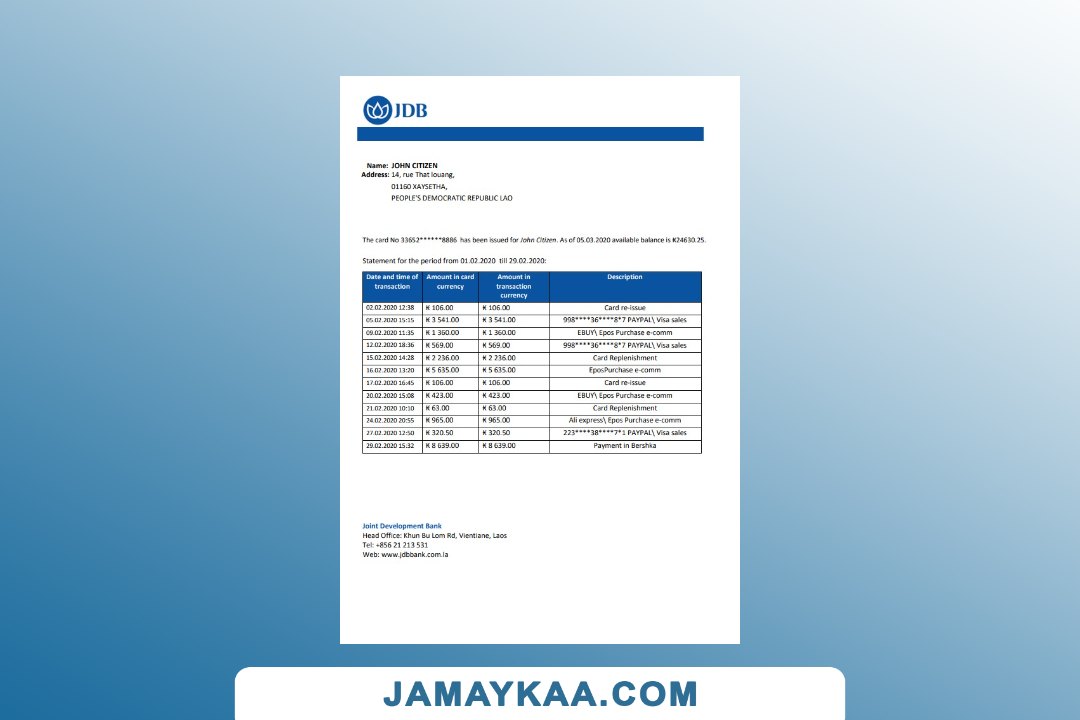 JDB
Name: JOHN CITIZEN
Address: 14, rue That louang,
01160 XAYSETHA,
PEOPLE'S DEMOCRATIC REPUBLIC LAO
The card No 33652******8886 has been issued for John Citizen. As of 05.03.2020 available balance is ₭24630.25.
Statement for the period from 01.02.2020 till 29.02.2020:
Date and time of transaction Amount in card currency Amount in transaction currency Description
02.02.2020 12:38 ₭ 106.00 ₭ 106.00 Card re-issue
05.02.2020 15:15 ₭ 3 541.00 ₭ 3 541.00 998****36****8*7 PAYPAL\ Visa sales
09.02.2020 11:35 ₭ 1 360.00 ₭ 1 360.00 EBUY\ Epos Purchase e-comm
12.02.2020 18:36 ₭ 569.00 ₭ 569.00 998****36****8*7 PAYPAL\ Visa sales
15.02.2020 14:28 ₭ 2 236.00 ₭ 2 236.00 Card Replenishment
16.02.2020 13:20 ₭ 5 635.00 ₭ 5 635.00 EposPurchase e-comm
17.02.2020 16:45 ₭ 106.00 ₭ 106.00 Card re-issue
20.02.2020 15:08 ₭ 423.00 ₭ 423.00 EBUY\ Epos Purchase e-comm
21.02.2020 10:10 ₭ 63.00 ₭ 63.00 Card Replenishment
24.02.2020 20:55 ₭ 965.00 ₭ 965.00 Ali express\ Epos Purchase e-comm
27.02.2020 12:50 ₭ 320.50 ₭ 320.50 223****38****7*1 PAYPAL\ Visa sales
29.02.2020 15:32 ₭ 8 639.00 ₭ 8 639.00 Payment in Bershka
Joint Development Bank
Head Office: Khun Bu Lom Rd, Vientiane, Laos
Tel: +856 21 213 531
Web: www.jdbbank.com.la
JAMAYKAA.COM